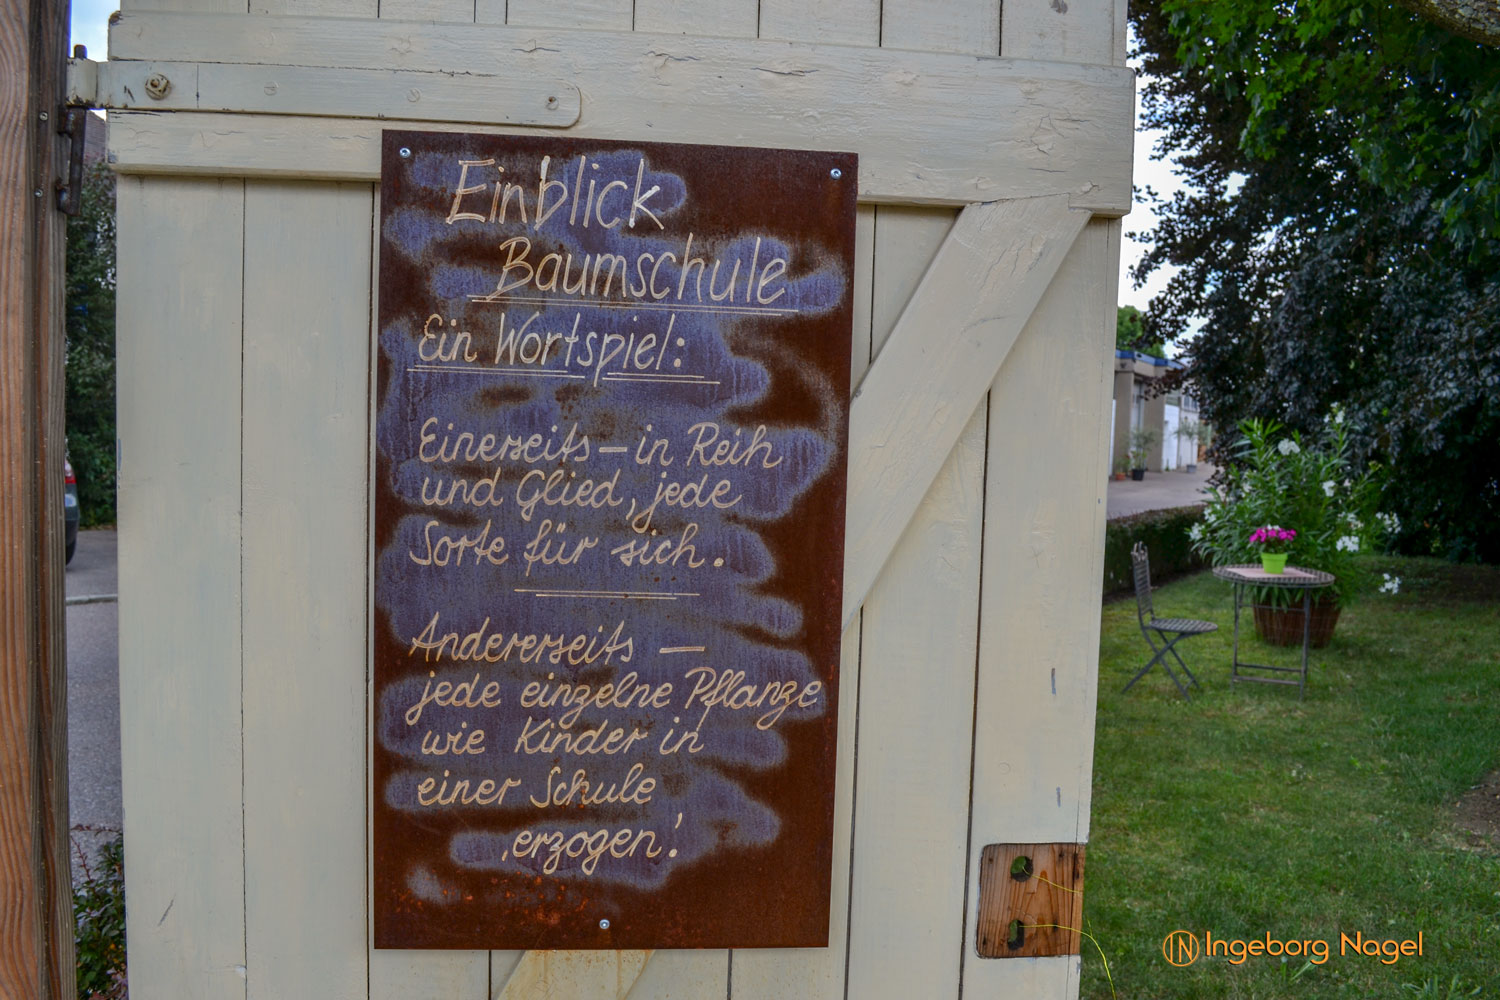 Einblick
Baumschule
Ein Wortspiel:
Einerseits – in Reih
und Glied, jede
Sorte für sich.
Andererseits –
jede einzelne Pflanze
wie Kinder in
einer Schule
‚erzogen'.
IN Ingeborg Nagel